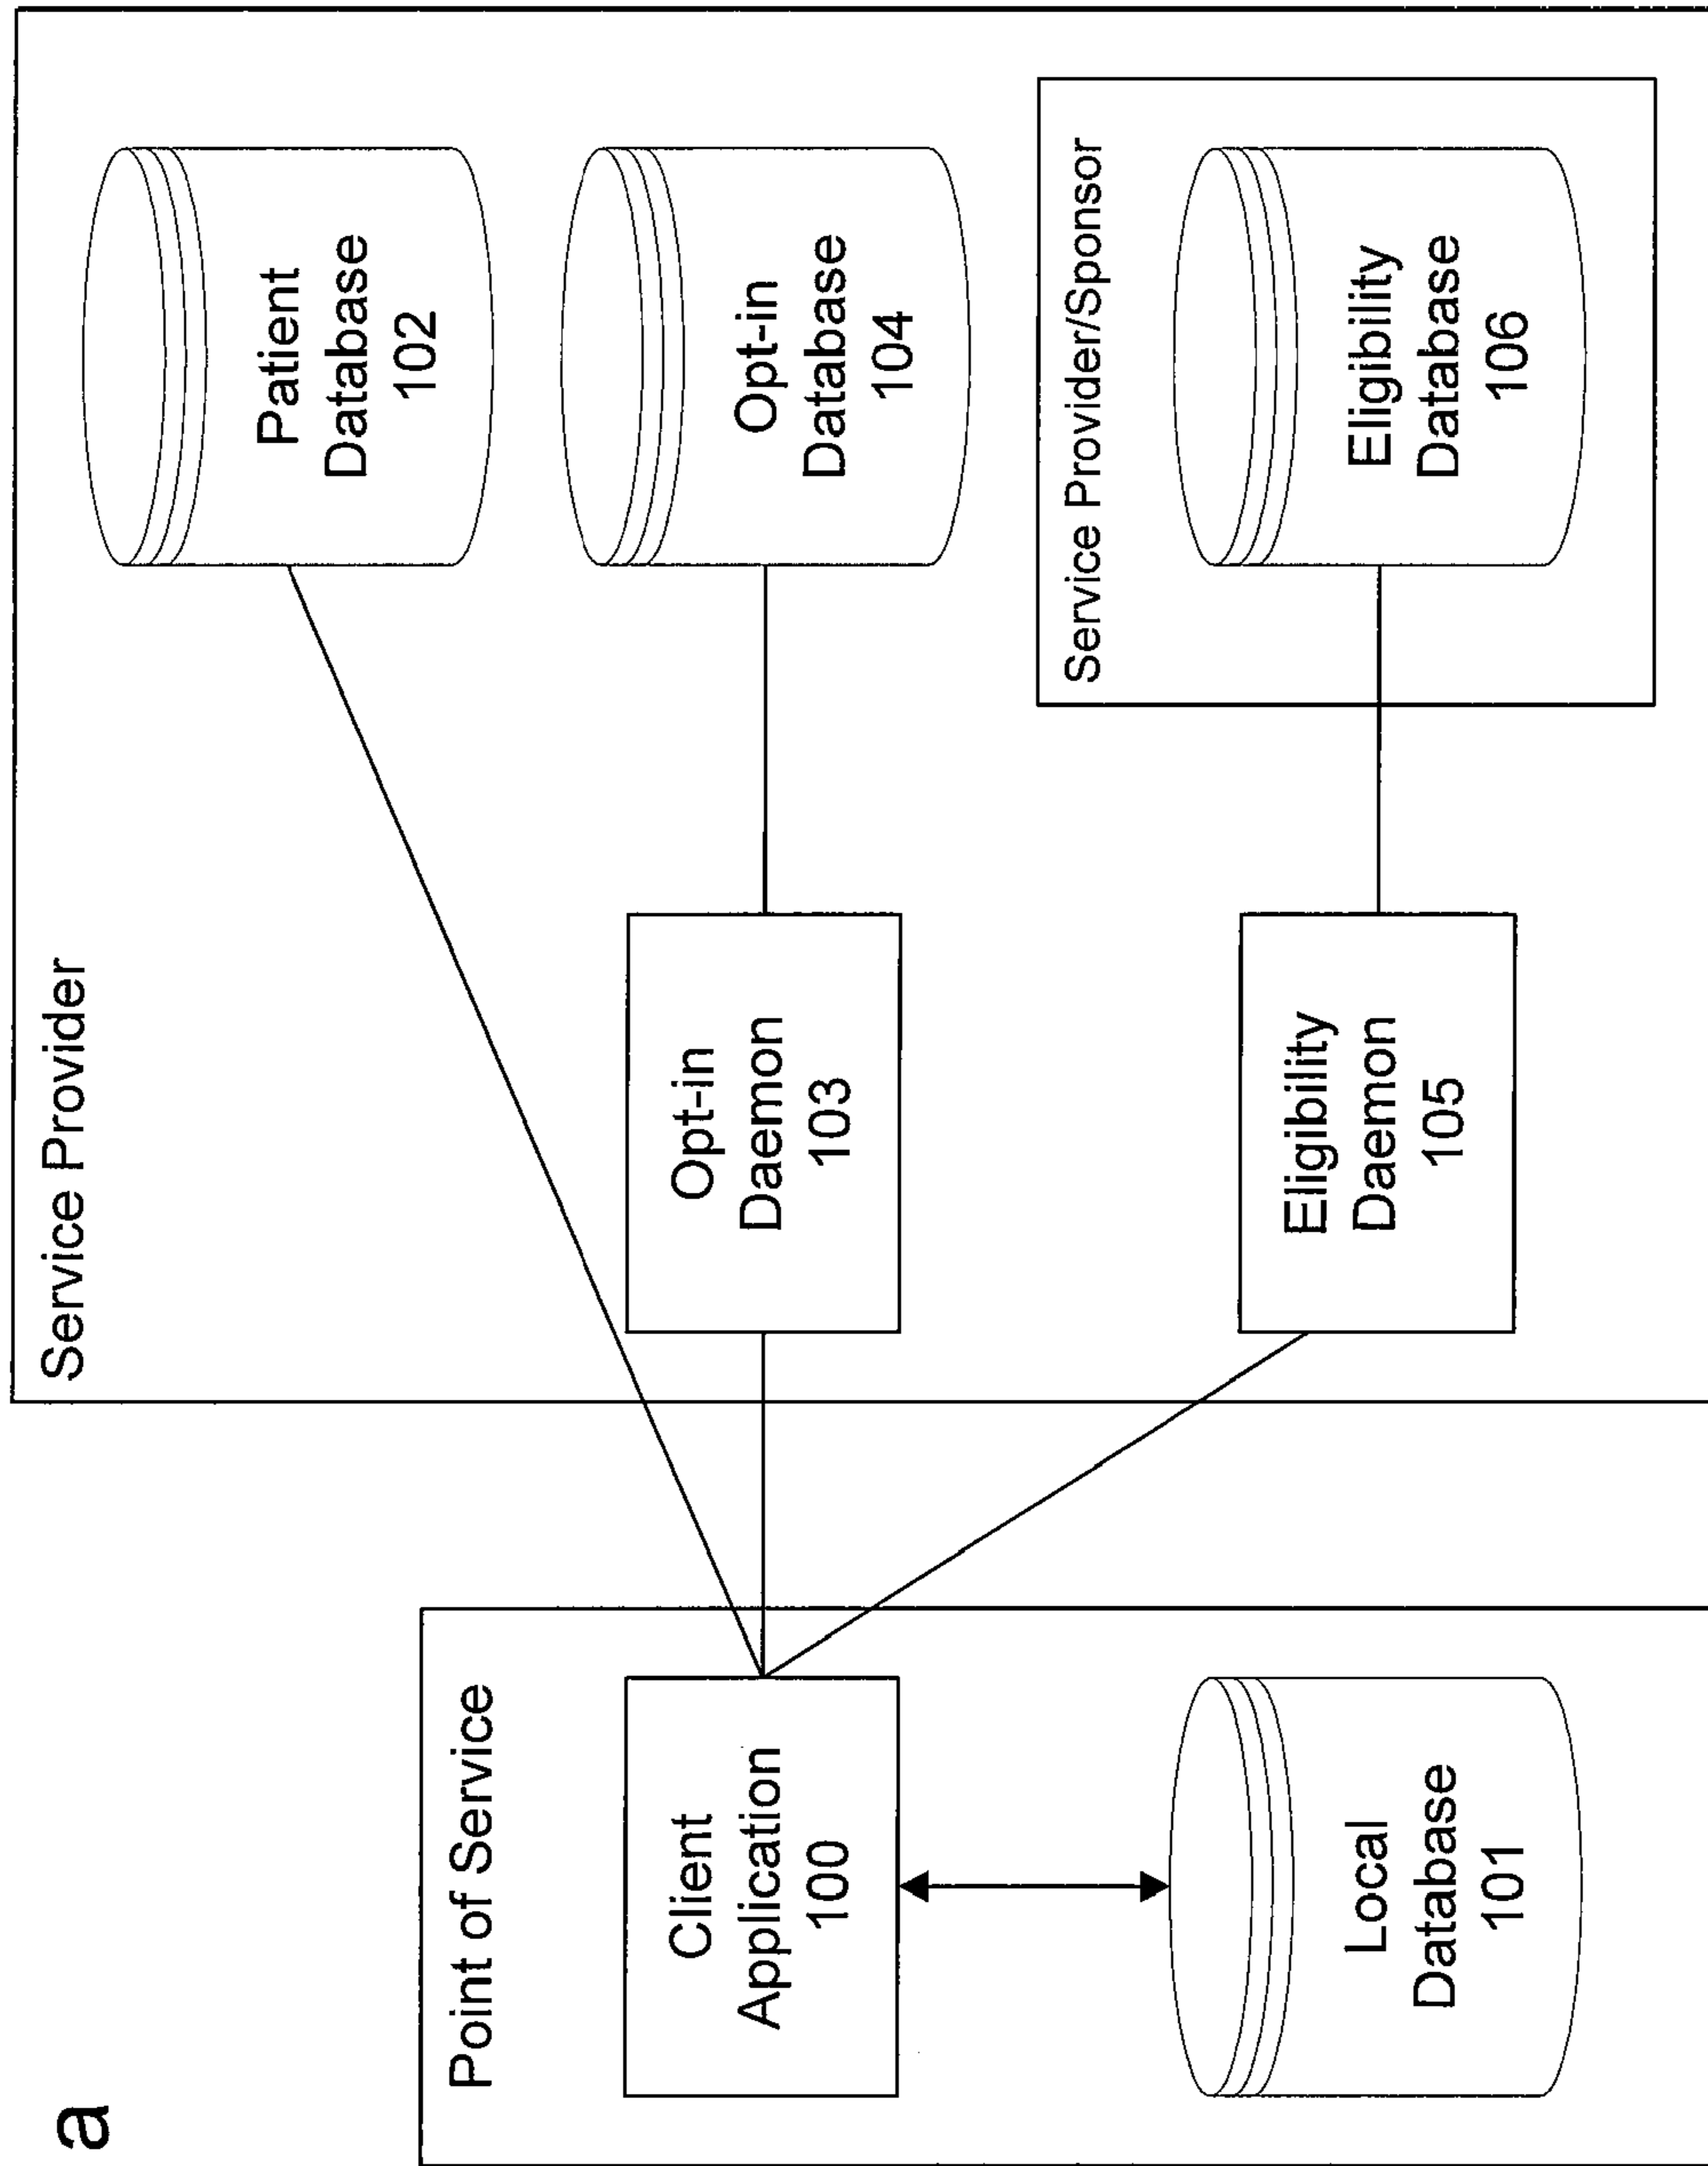 a
Service Provider
Point of Service
Client
Application
100
Local
Database
101
Opt-in
Daemon
103
Eligibility
Daemon
105
Patient
Database
102
Opt-in
Database
104
Service Provider/Sponsor
Eligibility
Database
106